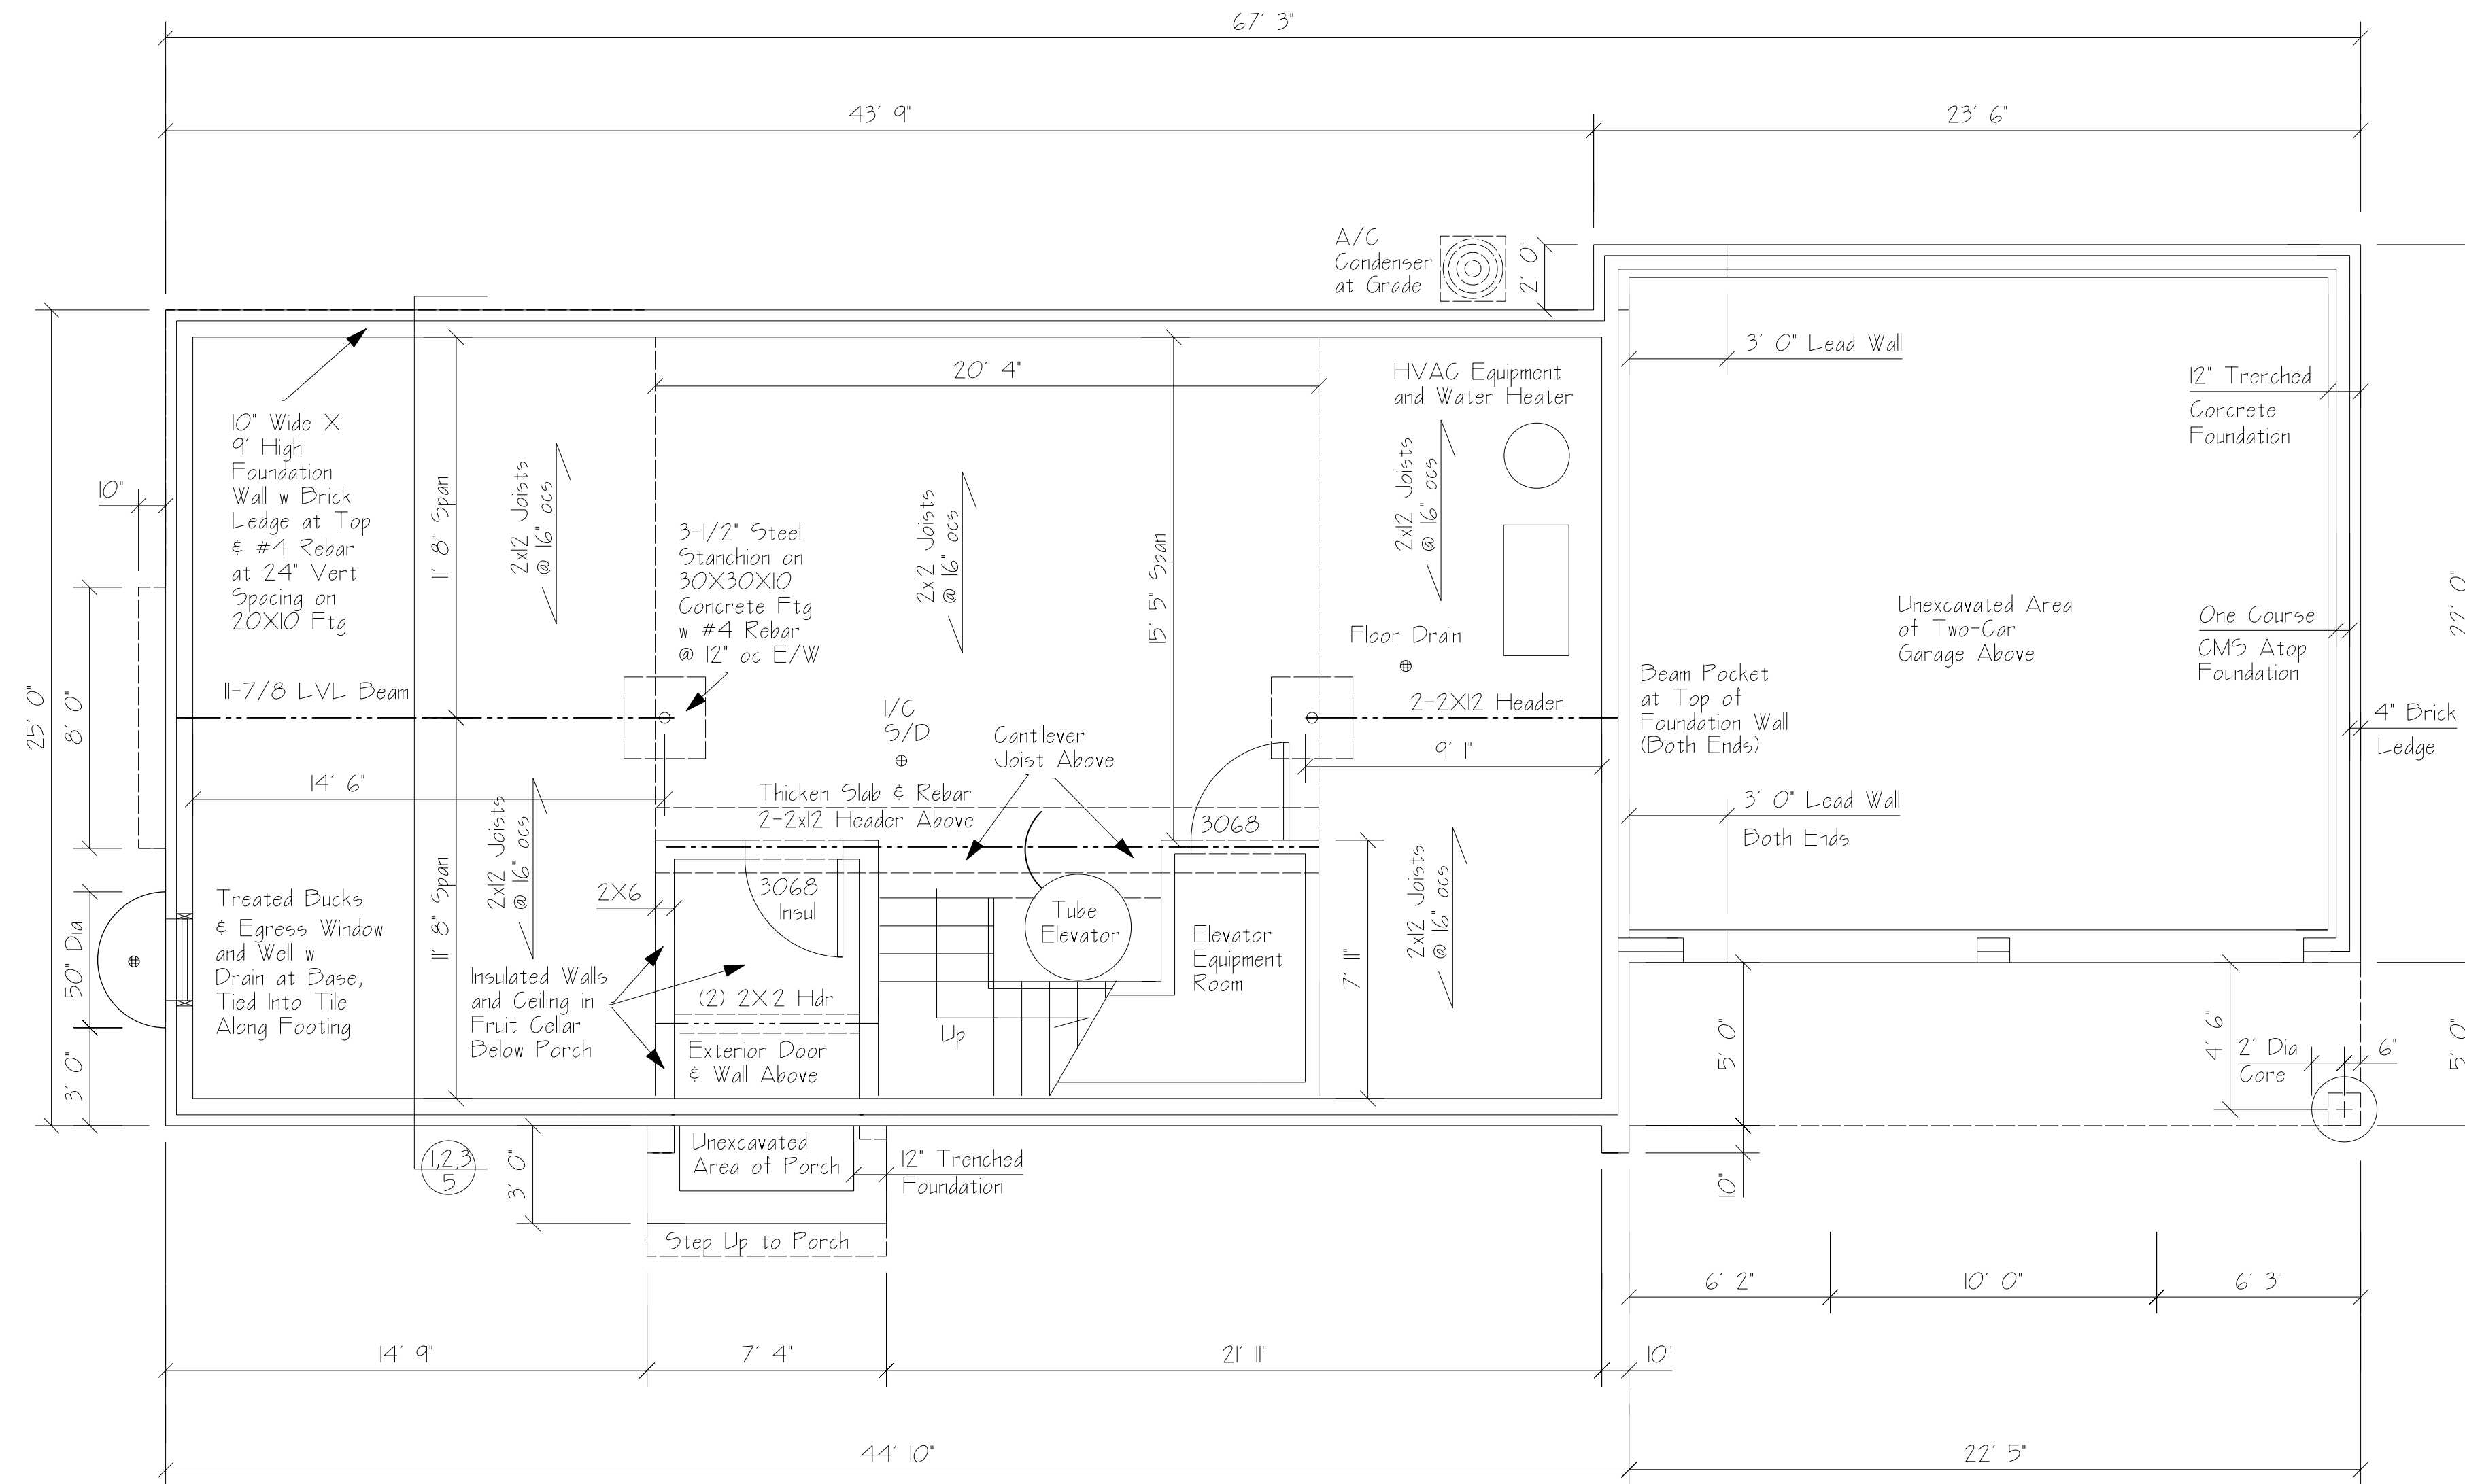 67' 3"
43' 9"
23' 6"
A/C
Condenser
at Grade
2' 0"
3' 0" Lead Wall
20' 4"
HVAC Equipment
and Water Heater
12" Trenched
Concrete
Foundation
10" Wide X
9' High
Foundation
Wall w Brick
Ledge at Top
& #4 Rebar
at 24" Vert
Spacing on
20X10 Ftg
10"
11' 8" Span
2x12 Joists
@ 16" ocs
3-1/2" Steel
Stanchion on
30X30X10
Concrete Ftg
w #4 Rebar
@ 12" oc E/W
2x12 Joists
@ 16" ocs
15' 5" Span
2x12 Joists
@ 16" ocs
Floor Drain
Unexcavated Area
of Two-Car
Garage Above
One Course
CMS Atop
Foundation
22' 0"
25' 0"
8' 0"
11-7/8 LVL Beam
I/C
S/D
Cantilever
Joist Above
2-2X12 Header
Beam Pocket
at Top of
Foundation Wall
(Both Ends)
4" Brick
Ledge
9' 1"
14' 6"
Thicken Slab & Rebar
2-2x12 Header Above
3068
3' 0" Lead Wall
Both Ends
2x12 Joists
@ 16" ocs
2X6
3068
Insul
Tube
Elevator
Elevator
Equipment
Room
7' 11"
2x12 Joists
@ 16" ocs
50" Dia
3' 0"
Treated Bucks
& Egress Window
and Well w
Drain at Base,
Tied Into Tile
Along Footing
11' 8" Span
Insulated Walls
and Ceiling in
Fruit Cellar
Below Porch
(2) 2X12 Hdr
Exterior Door
& Wall Above
Up
5' 0"
4' 6"
2' Dia
Core
6"
5' 0"
1,2,3
5
3' 0"
Unexcavated
Area of Porch
12" Trenched
Foundation
10"
Step Up to Porch
6' 2"
10' 0"
6' 3"
14' 9"
7' 4"
21' 11"
10"
44' 10"
22' 5"